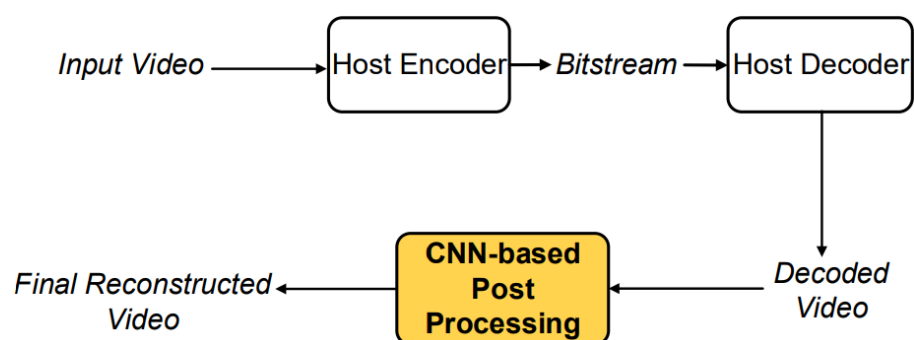 Input Video
Host Encoder
Bitstream
Host Decoder
Decoded
Video
CNN-based
Post
Processing
Final Reconstructed
Video